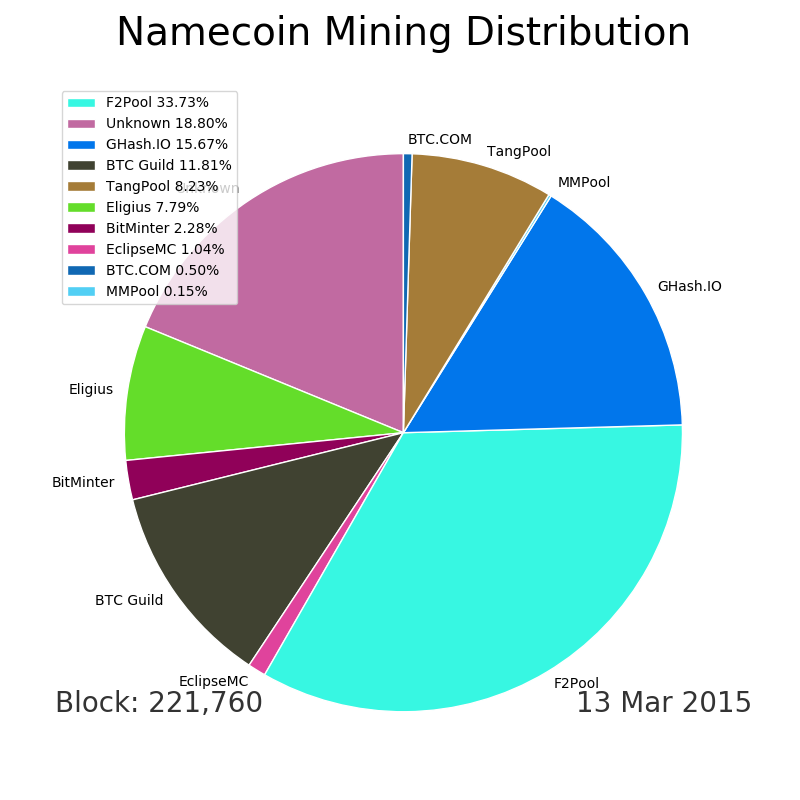 Namecoin Mining Distribution
F2Pool 33.73%
Unknown 18.80%
GHash.IO 15.67%
BTC Guild 11.81%
TangPool 8.23%
Eligius 7.79%
BitMinter 2.28%
EclipseMC 1.04%
BTC.COM 0.50%
MMPool 0.15%
Unknown
BTC.COM
TangPool
MMPool
GHash.IO
Eligius
BitMinter
BTC Guild
EclipseMC
F2Pool
Block: 221,760
13 Mar 2015